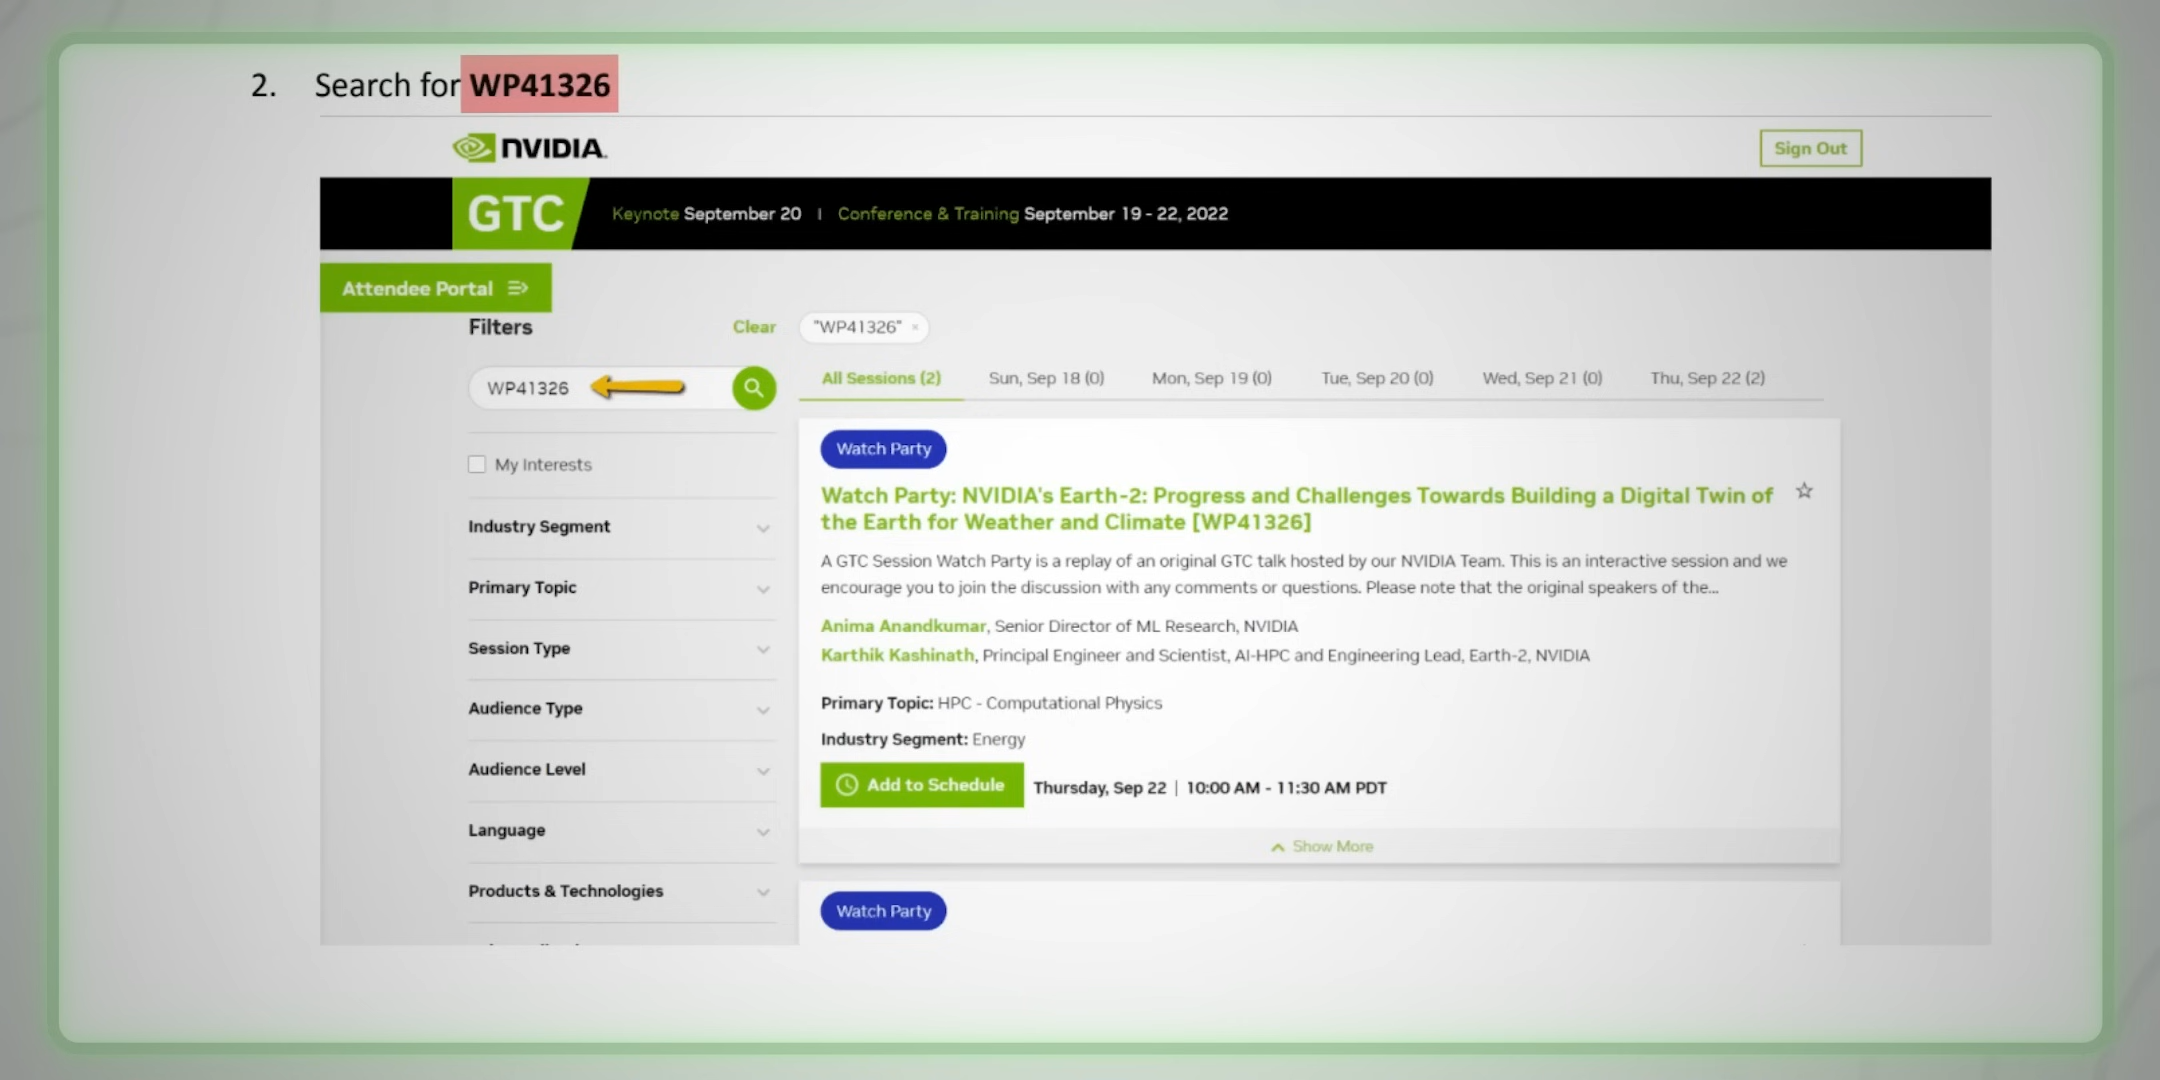 2. Search for WP41326
NVIDIA.
Sign Out
GTC
Keynote September 20 | Conference & Training September 19 - 22, 2022
Attendee Portal
Filters
Clear
"WP41326" ×
WP41326
All Sessions (2)
Sun, Sep 18 (0)
Mon, Sep 19 (0)
Tue, Sep 20 (0)
Wed, Sep 21 (0)
Thu, Sep 22 (2)
My Interests
Industry Segment
Primary Topic
Session Type
Audience Type
Audience Level
Language
Products & Technologies
Watch Party
Watch Party: NVIDIA's Earth-2: Progress and Challenges Towards Building a Digital Twin of
the Earth for Weather and Climate [WP41326]
A GTC Session Watch Party is a replay of an original GTC talk hosted by our NVIDIA Team. This is an interactive session and we
encourage you to join the discussion with any comments or questions. Please note that the original speakers of the...
Anima Anandkumar, Senior Director of ML Research, NVIDIA
Karthik Kashinath, Principal Engineer and Scientist, AI-HPC and Engineering Lead, Earth-2, NVIDIA
Primary Topic: HPC - Computational Physics
Industry Segment: Energy
Add to Schedule
Thursday, Sep 22 | 10:00 AM - 11:30 AM PDT
Show More
Watch Party